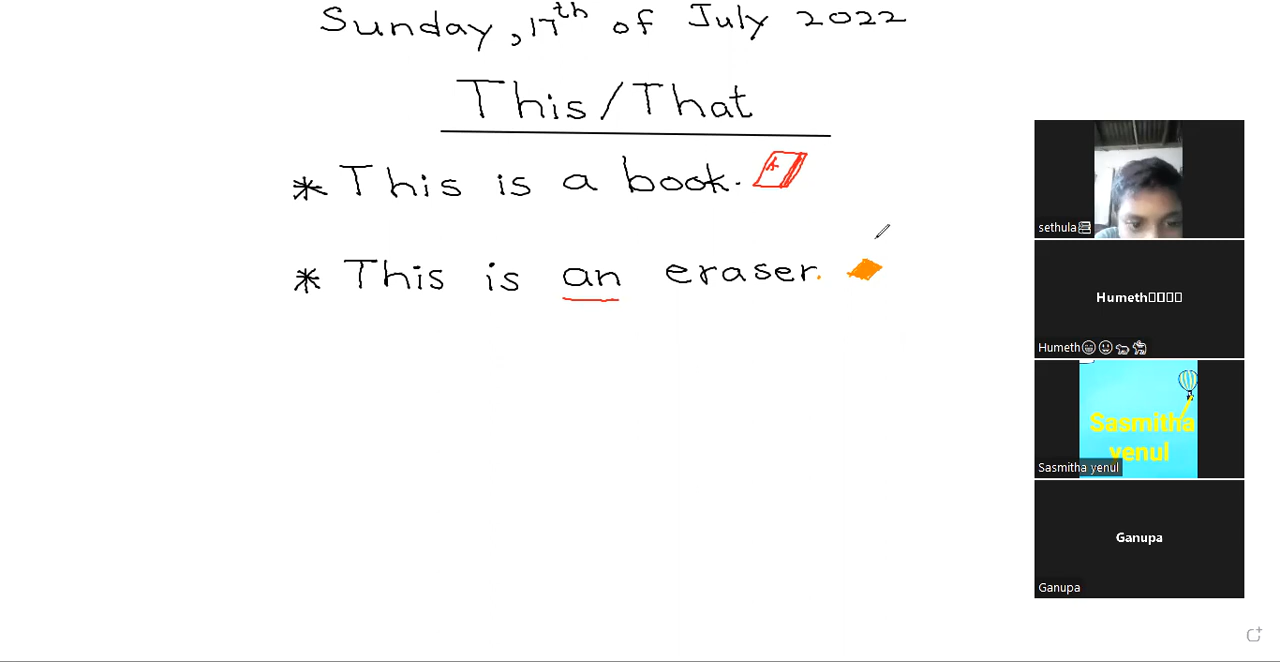 Sunday, 17th of July 2022
This/That
* This is a book.
* This is an eraser.
sethula
Humeth
Humeth
Sasmitha
yenul
Sasmitha yenul
Ganupa
Ganupa